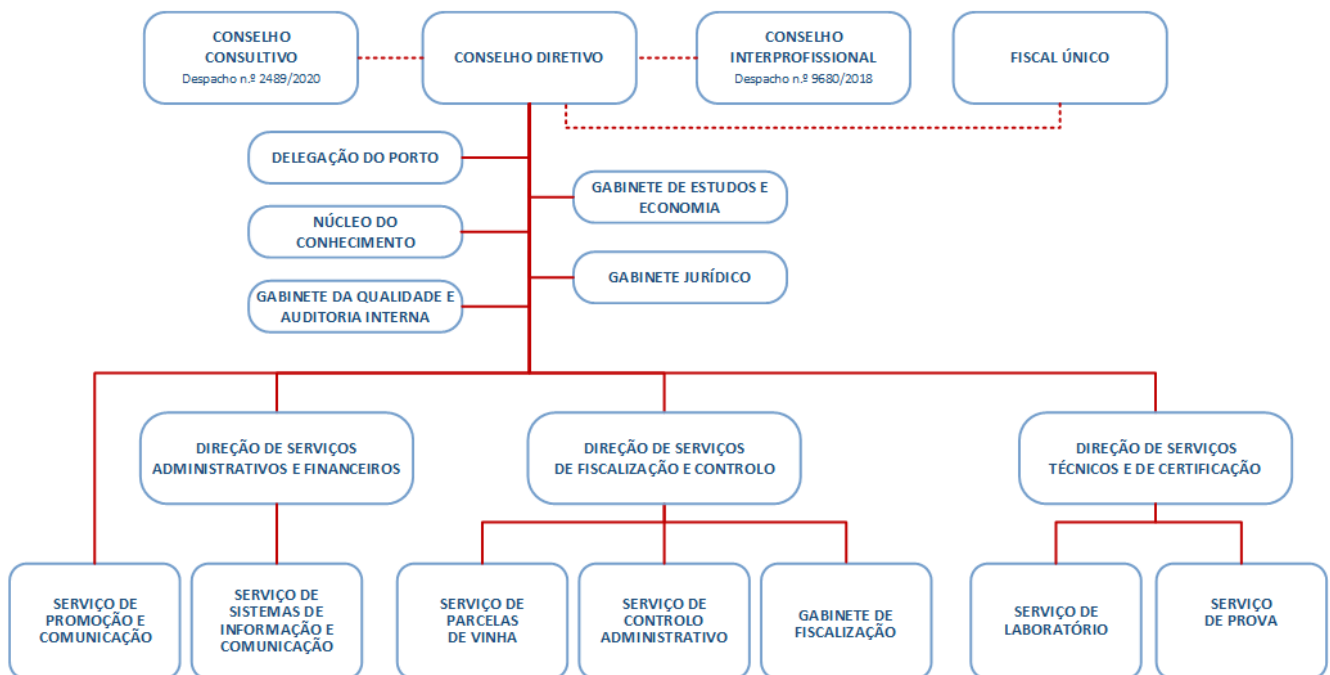 CONSELHO
CONSULTIVO
Despacho n.º 2489/2020
CONSELHO DIRETIVO
CONSELHO
INTERPROFISSIONAL
Despacho n.º 9680/2018
FISCAL ÚNICO
DELEGAÇÃO DO PORTO
GABINETE DE ESTUDOS E
ECONOMIA
NÚCLEO DO
CONHECIMENTO
GABINETE JURÍDICO
GABINETE DA QUALIDADE E
AUDITORIA INTERNA
DIREÇÃO DE SERVIÇOS
ADMINISTRATIVOS E FINANCEIROS
DIREÇÃO DE SERVIÇOS
DE FISCALIZAÇÃO E CONTROLO
DIREÇÃO DE SERVIÇOS
TÉCNICOS E DE CERTIFICAÇÃO
SERVIÇO DE
PROMOÇÃO E
COMUNICAÇÃO
SERVIÇO DE
SISTEMAS DE
INFORMAÇÃO E
COMUNICAÇÃO
SERVIÇO DE
PARCELAS
DE VINHA
SERVIÇO DE
CONTROLO
ADMINISTRATIVO
GABINETE DE
FISCALIZAÇÃO
SERVIÇO DE
LABORATÓRIO
SERVIÇO
DE PROVA